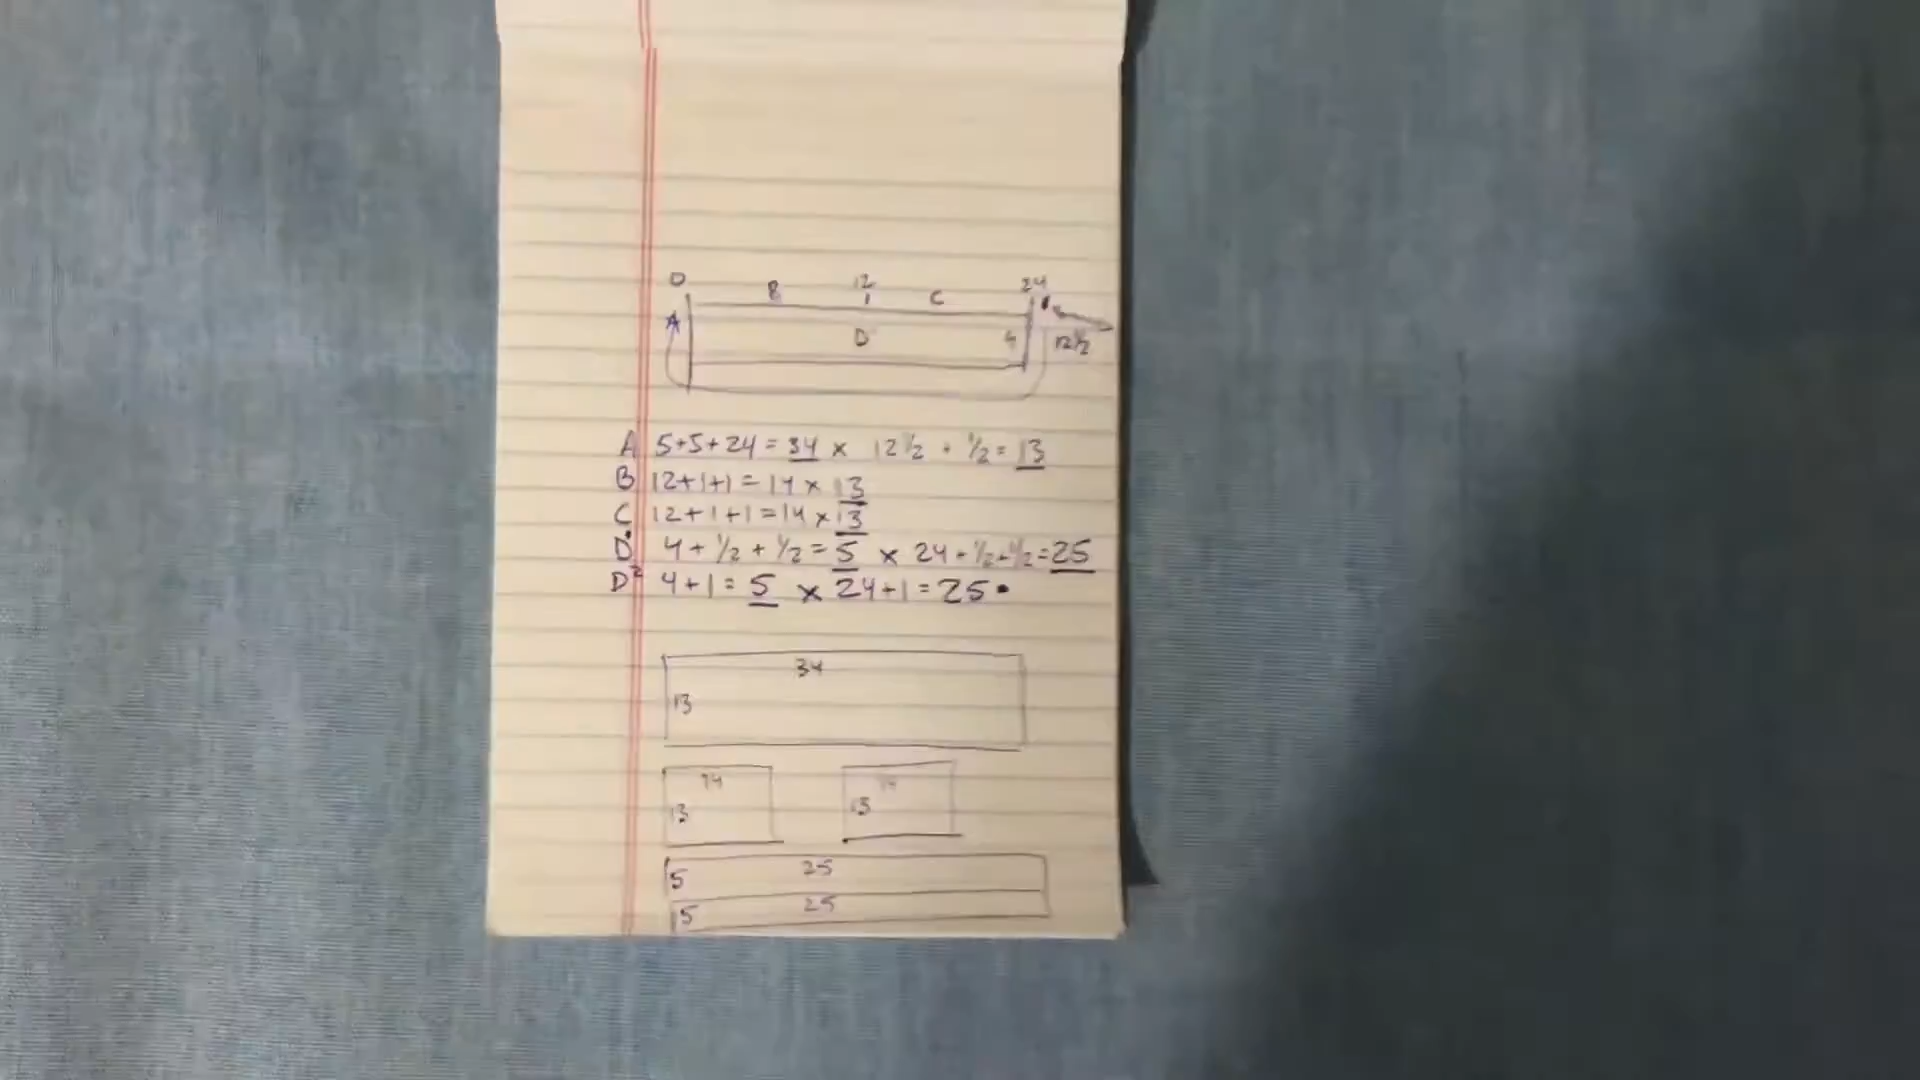 0 B 12 C 24
A D 4 12½
A 5+5+24 = 34 x 12½ + ½ = 13
B 12+1+1 = 14 x 13
C 12+1+1 = 14 x 13
D 4 + ½ + ½ = 5 x 24 + ½ + ½ = 25
D² 4+1 = 5 x 24+1 = 25
34
13
14 14
13 13
5 25
5 25